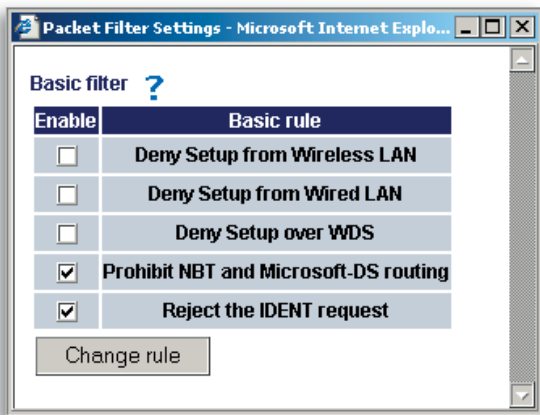 Packet Filter Settings - Microsoft Internet Explo...
Basic filter ?
Enable Basic rule
Deny Setup from Wireless LAN
Deny Setup from Wired LAN
Deny Setup over WDS
Prohibit NBT and Microsoft-DS routing
Reject the IDENT request
Change rule